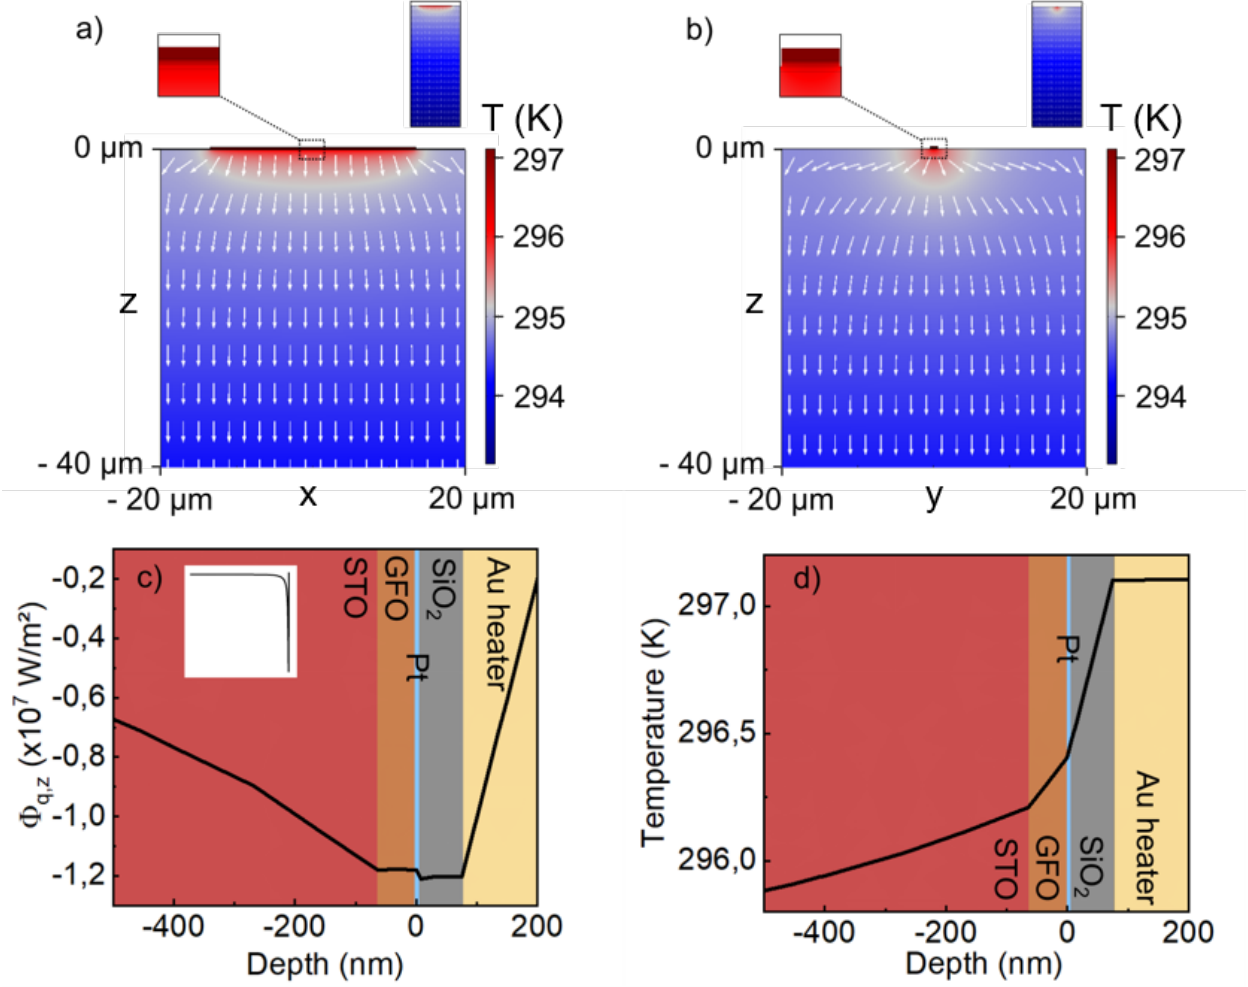 a)
T (K)
297
296
295
294
0 µm
z
- 40 µm
- 20 µm
x
20 µm
b)
T (K)
297
296
295
294
0 µm
z
- 40 µm
- 20 µm
y
20 µm
c)
STO
GFO
Pt
SiO₂
Au heater
Φq,z (x10⁷ W/m²)
-0,2
-0,4
-0,6
-0,8
-1,0
-1,2
-400
-200
0
200
Depth (nm)
d)
Pt
STO
GFO
SiO₂
Au heater
Temperature (K)
297,0
296,5
296,0
-400
-200
0
200
Depth (nm)